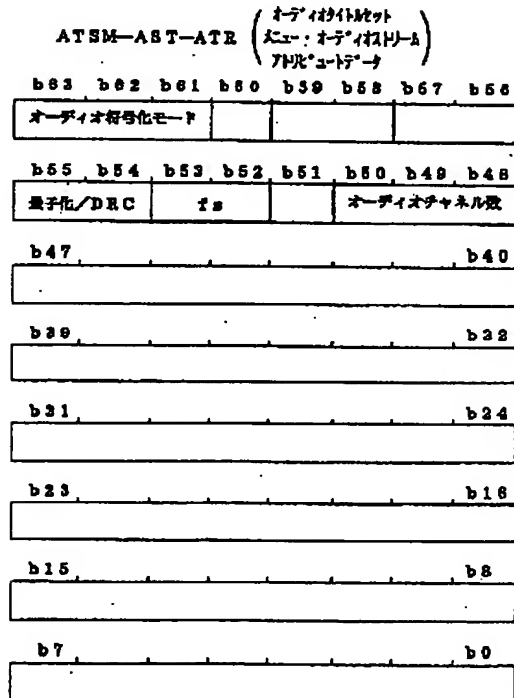 ATSM—AST—ATR
オーディオタイトルセット
メニュー・オーディオストリーム
アトリビュートデータ
b63 b62 b61 b60 b59 b58 b57 b56
オーディオ符号化モード
b55 b54 b53 b52 b51 b50 b49 b48
量子化/DRC fs オーディオチャネル数
b47 b40
b39 b32
b31 b24
b23 b16
b15 b8
b7 b0